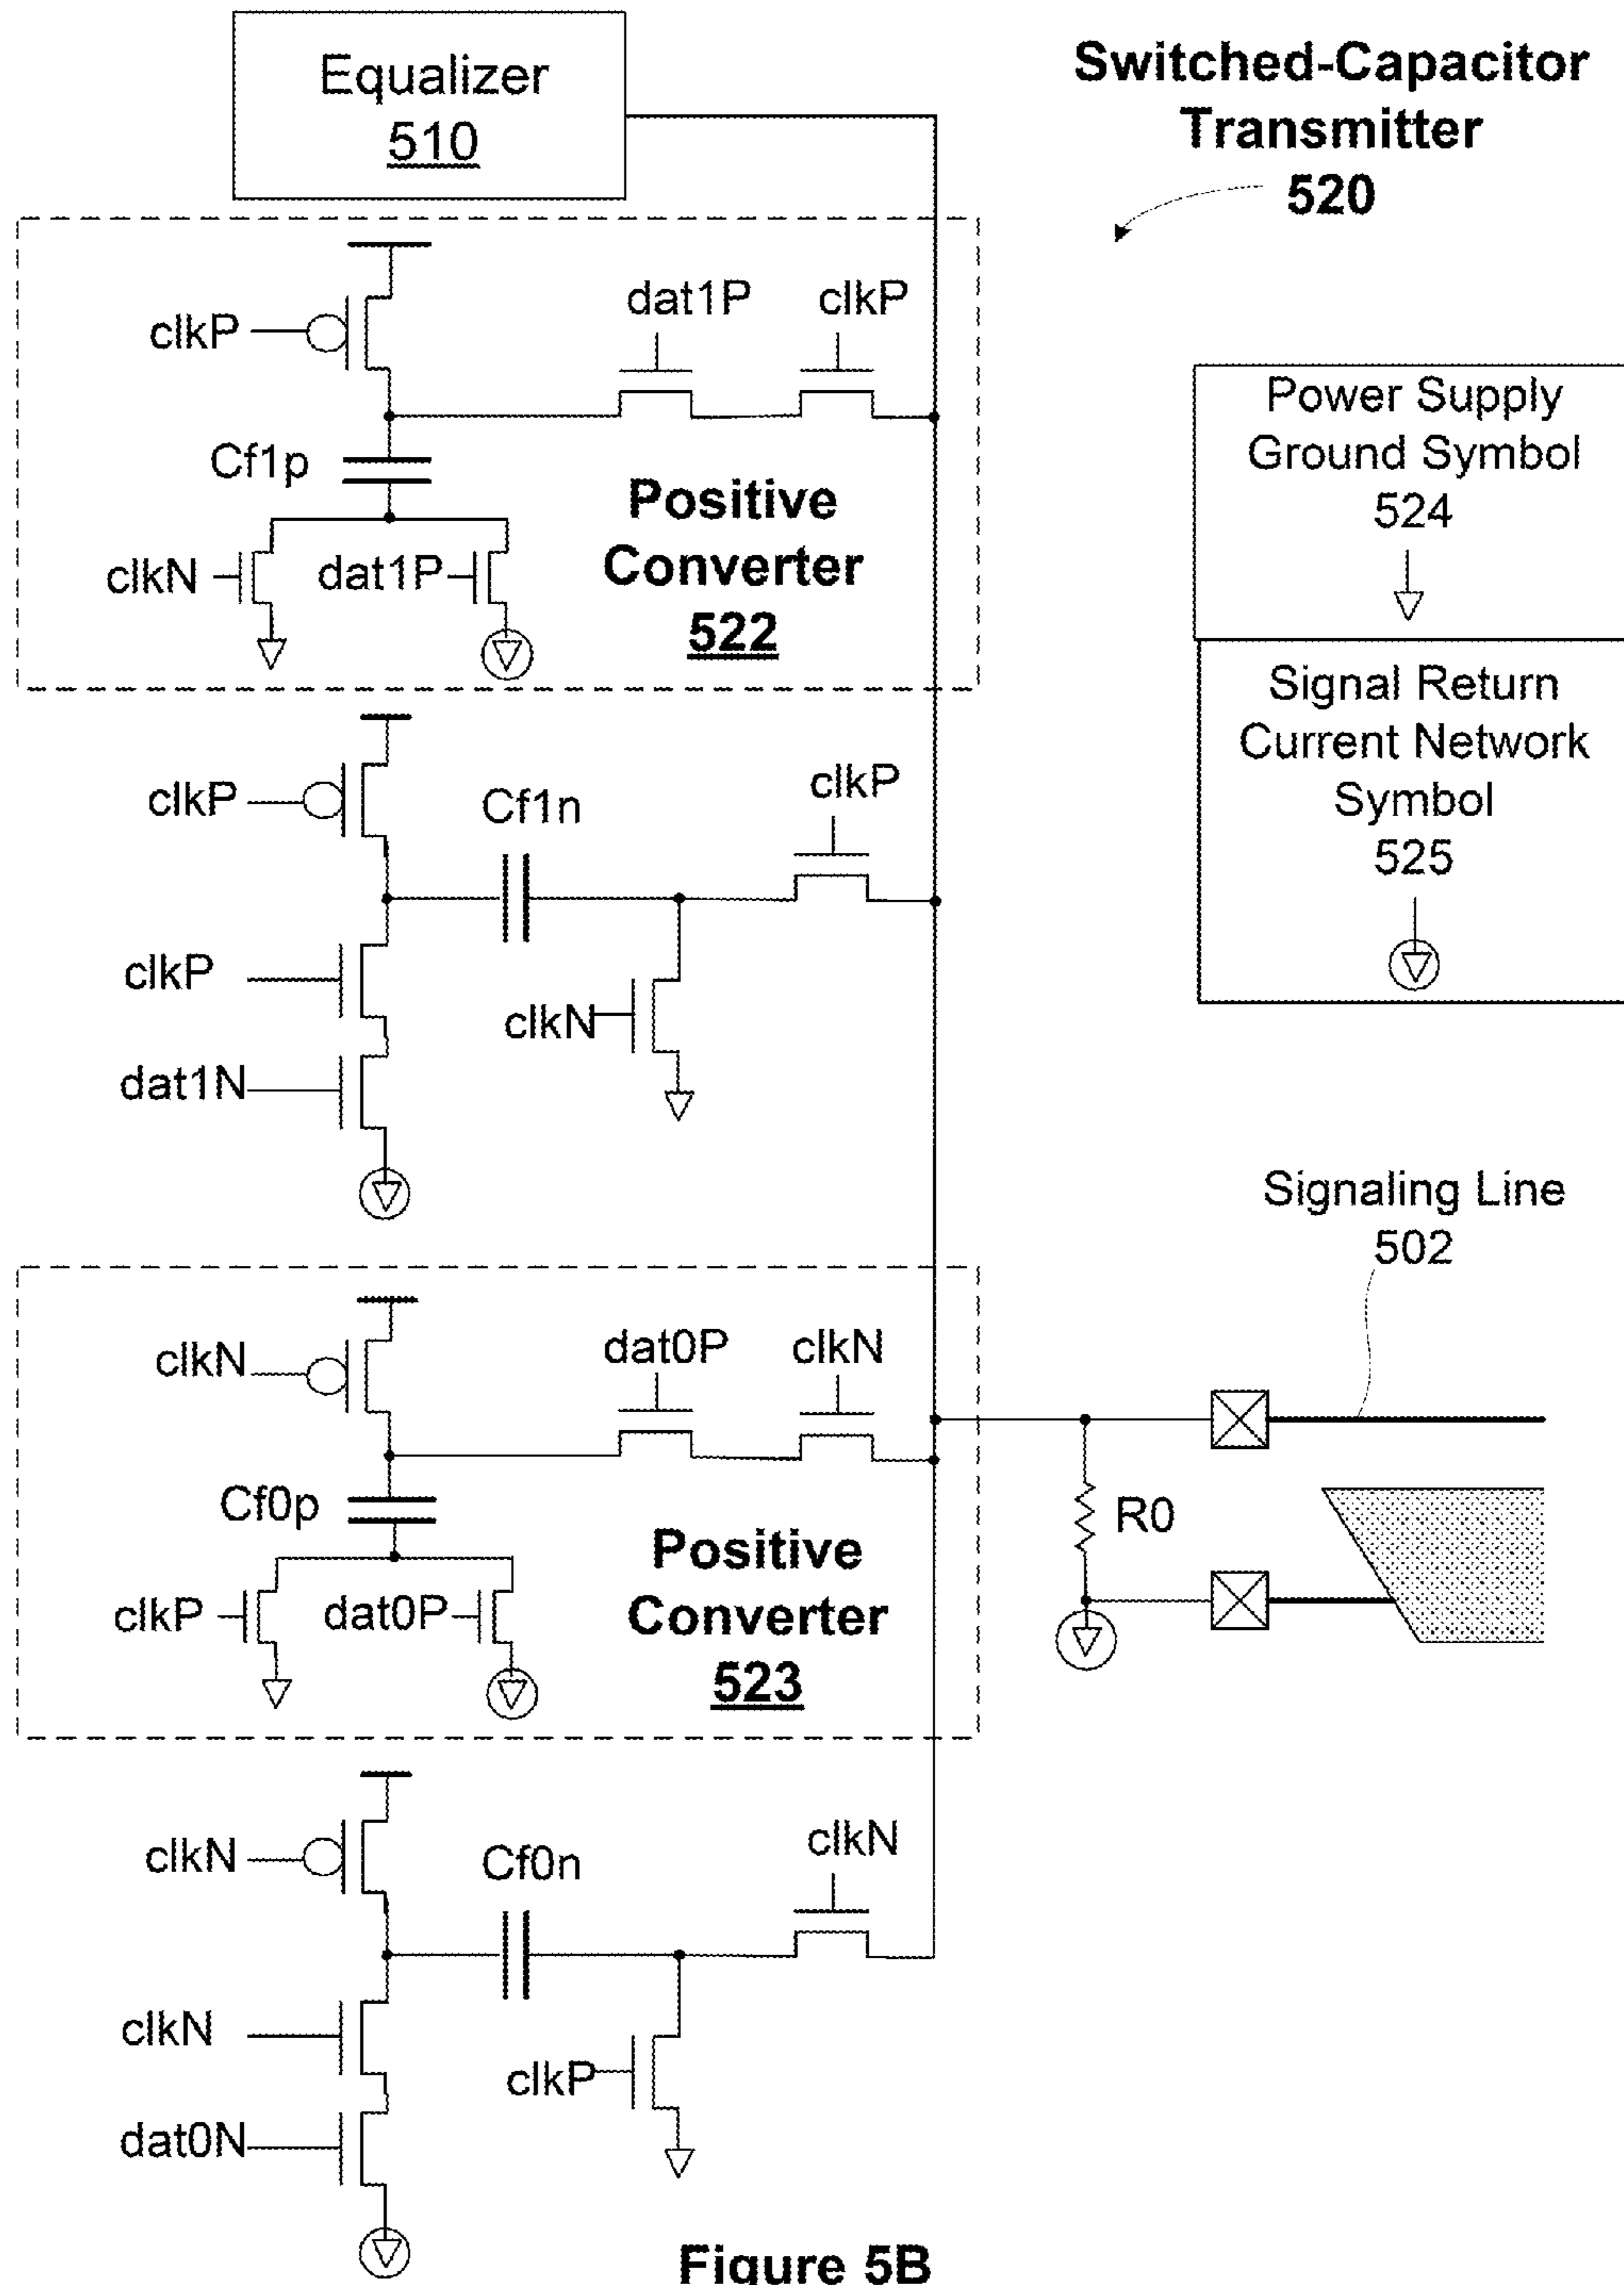 Equalizer
510
Switched-Capacitor
Transmitter
520
clkP
dat1P
clkP
Cf1p
clkN
dat1P
Positive
Converter
522
Power Supply
Ground Symbol
524
Signal Return
Current Network
Symbol
525
clkP
Cf1n
clkP
clkP
clkN
dat1N
Signaling Line
502
clkN
dat0P
clkN
Cf0p
clkP
dat0P
Positive
Converter
523
R0
clkN
Cf0n
clkN
clkN
clkP
dat0N
Figure 5B